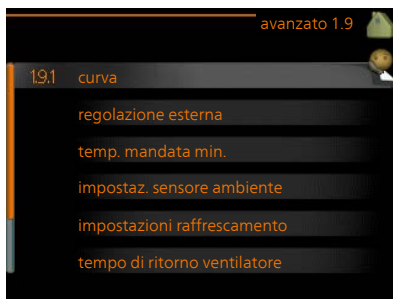 avanzato 1.9
1.9.1 curva
regolazione esterna
temp. mandata min.
impostaz. sensore ambiente
impostazioni raffrescamento
tempo di ritorno ventilatore